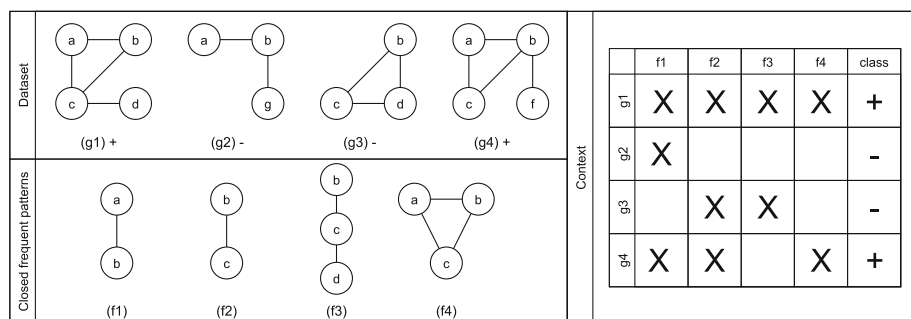 Dataset
a b
c d
(g1) +
a b
g
(g2) -
b
c d
(g3) -
a b
c f
(g4) +
Closed frequent patterns
a
b
(f1)
b
c
(f2)
b
c
d
(f3)
a b
c
(f4)
Context
f1 f2 f3 f4 class
g1 X X X X +
g2 X -
g3 X X -
g4 X X X +